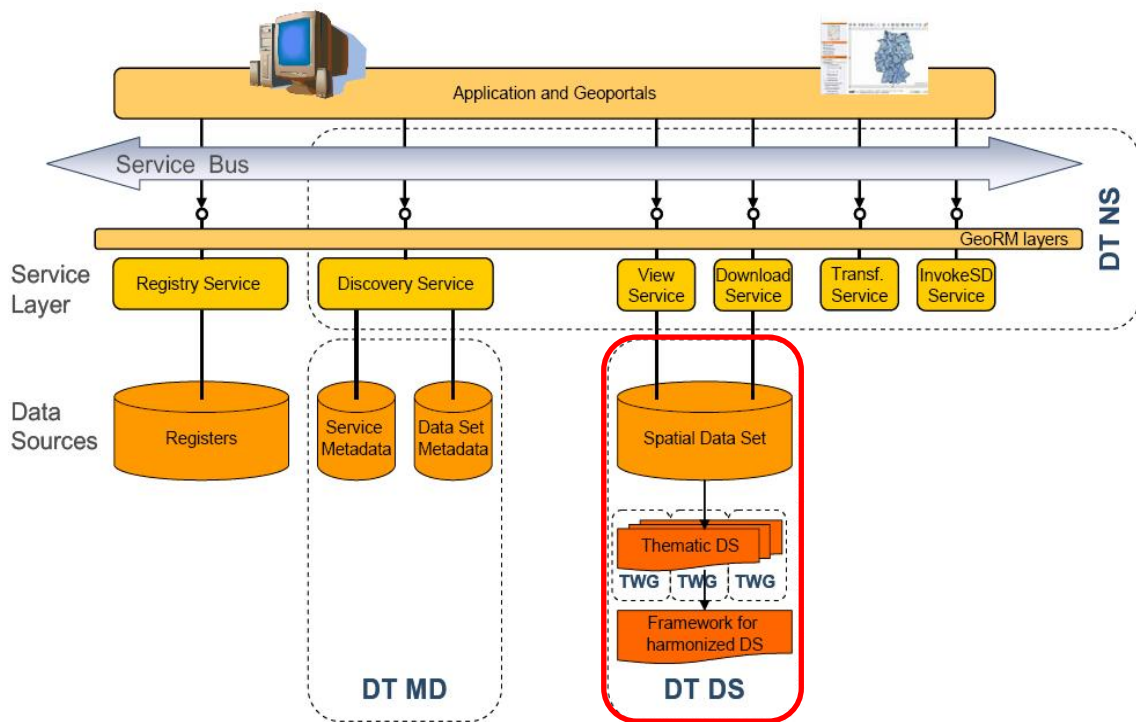 Application and Geoportals
Service Bus
DT NS
GeoRM layers
Service
Layer
Registry Service
Discovery Service
View
Service
Download
Service
Transf.
Service
InvokeSD
Service
Data
Sources
Registers
Service
Metadata
Data Set
Metadata
Spatial Data Set
Thematic DS
TWG
TWG
TWG
Framework for
harmonized DS
DT MD
DT DS